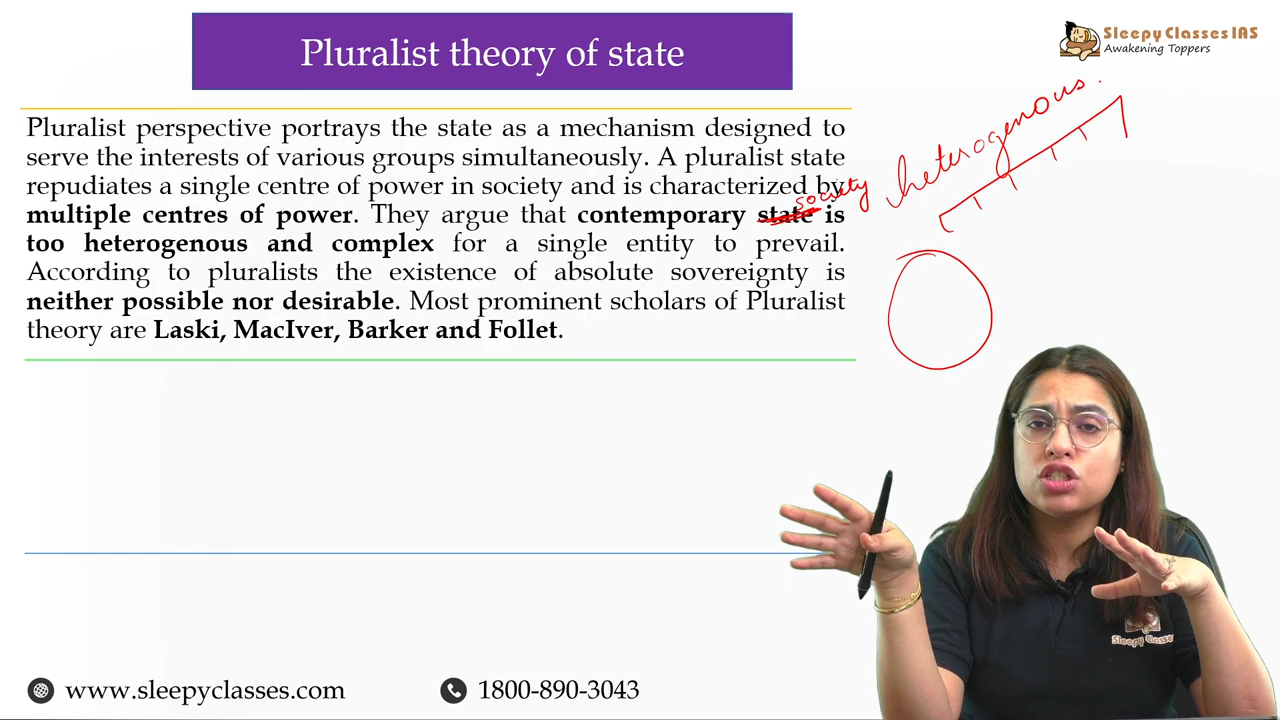 Pluralist theory of state
Sleepy Classes IAS
Awakening Toppers
Pluralist perspective portrays the state as a mechanism designed to
serve the interests of various groups simultaneously. A pluralist state
repudiates a single centre of power in society and is characterized by
multiple centres of power. They argue that contemporary state is
society
too heterogenous and complex for a single entity to prevail.
According to pluralists the existence of absolute sovereignty is
neither possible nor desirable. Most prominent scholars of Pluralist
theory are Laski, MacIver, Barker and Follet.
heterogenous.
Sleepy Classes
www.sleepyclasses.com
1800-890-3043